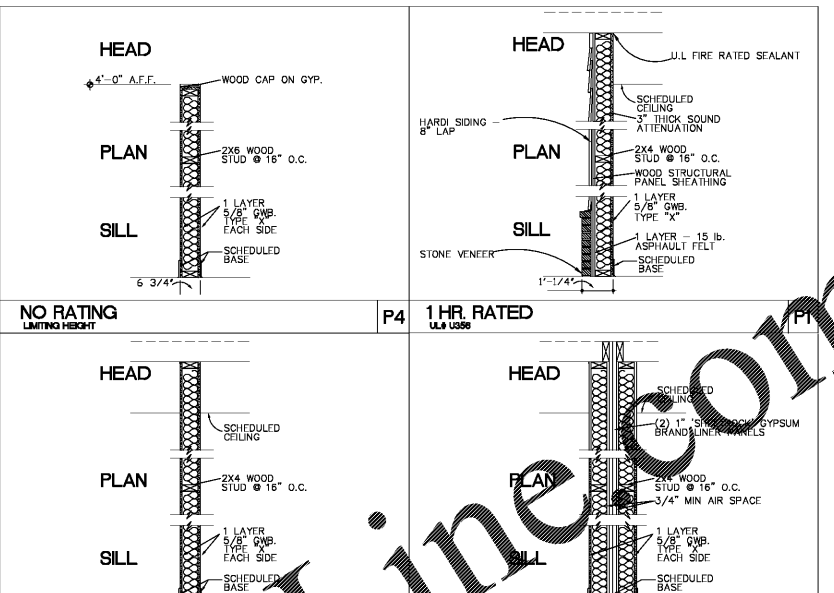 HEAD
4'-0" A.F.F.
WOOD CAP ON GYP.
PLAN
2X6 WOOD
STUD @ 16" O.C.
SILL
1 LAYER
5/8" GWB.
TYPE "X"
EACH SIDE
SCHEDULED
BASE
6 3/4"
NO RATING
LIMITING HEIGHT
P4
HEAD
U.L FIRE RATED SEALANT
SCHEDULED
CEILING
3" THICK SOUND
ATTENUATION
HARDI SIDING -
8" LAP
PLAN
2X4 WOOD
STUD @ 16" O.C.
WOOD STRUCTURAL
PANEL SHEATHING
1 LAYER
5/8" GWB.
TYPE "X"
SILL
1 LAYER - 15 lb.
ASPHAULT FELT
STONE VENEER
SCHEDULED
BASE
1'-1/4"
1 HR. RATED
UL# U356
P1
HEAD
SCHEDULED
CEILING
PLAN
2X4 WOOD
STUD @ 16" O.C.
SILL
1 LAYER
5/8" GWB.
TYPE "X"
EACH SIDE
SCHEDULED
BASE
HEAD
SCHEDULED
CEILING
(2) 1" 'SHEETROCK' GYPSUM
BRAND LINER PANELS
PLAN
2X4 WOOD
STUD @ 16" O.C.
3/4" MIN AIR SPACE
SILL
1 LAYER
5/8" GWB.
TYPE "X"
EACH SIDE
SCHEDULED
BASE
ine.com